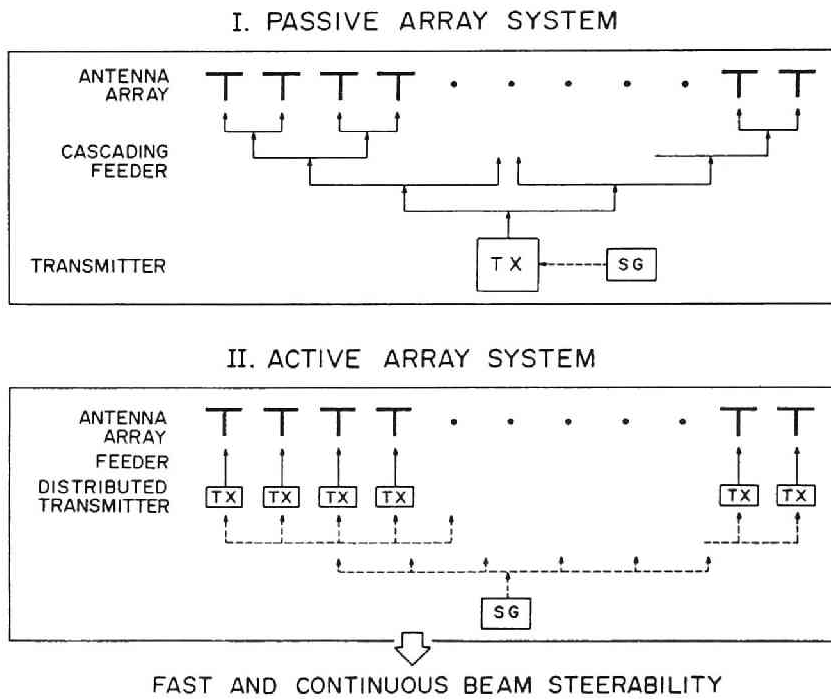 I. PASSIVE ARRAY SYSTEM
ANTENNA
ARRAY
CASCADING
FEEDER
TRANSMITTER
TX
SG
II. ACTIVE ARRAY SYSTEM
ANTENNA
ARRAY
FEEDER
DISTRIBUTED
TRANSMITTER
TX TX TX TX TX TX
SG
FAST AND CONTINUOUS BEAM STEERABILITY